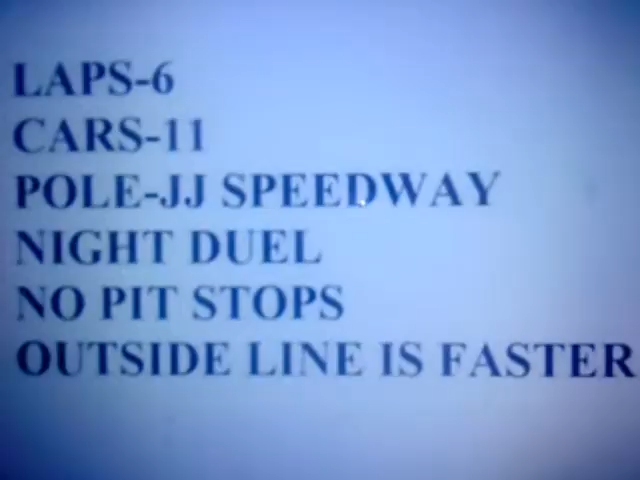 LAPS-6
CARS-11
POLE-JJ SPEEDWAY
NIGHT DUEL
NO PIT STOPS
OUTSIDE LINE IS FASTER